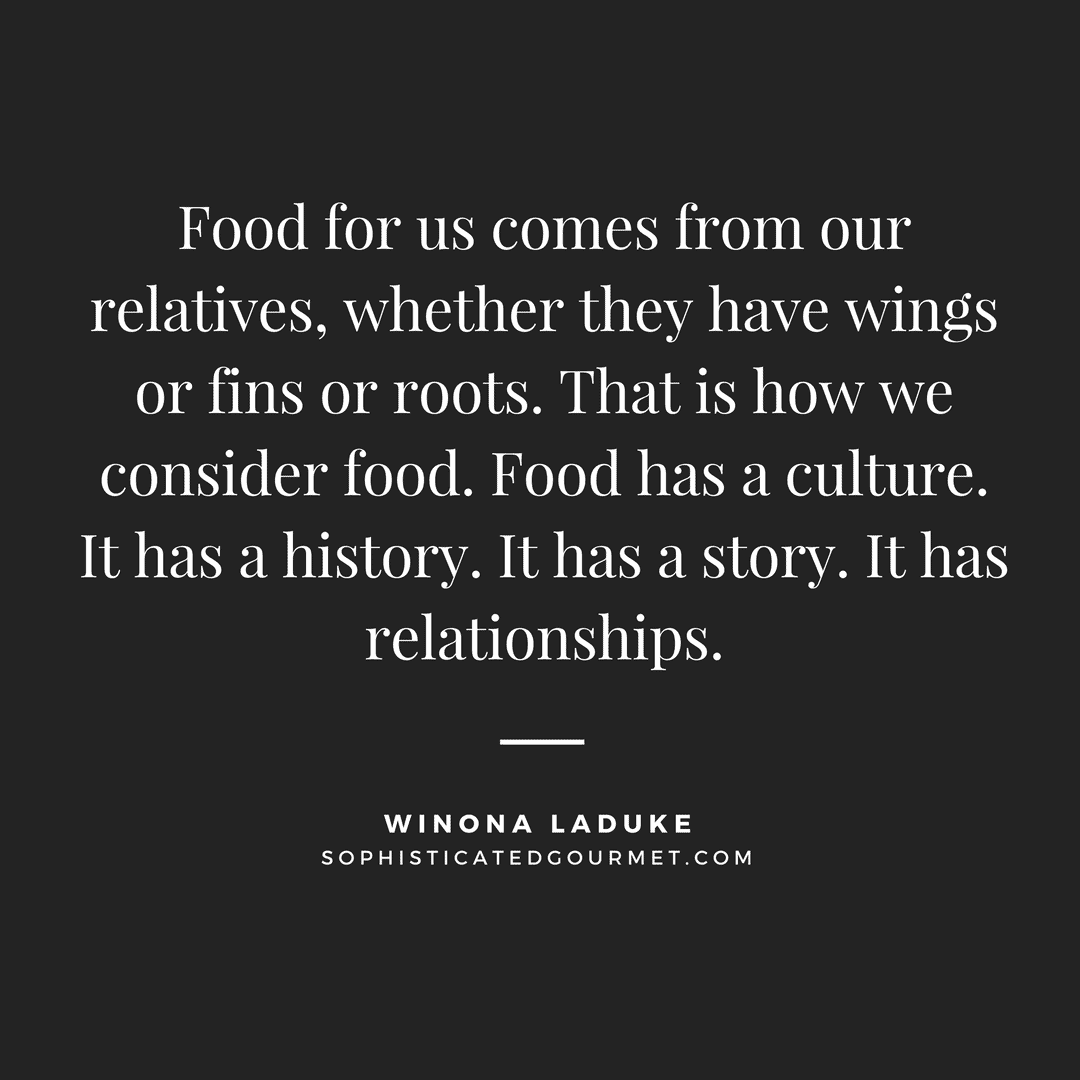 Food for us comes from our
relatives, whether they have wings
or fins or roots. That is how we
consider food. Food has a culture.
It has a history. It has a story. It has
relationships.
WINONA LADUKE
SOPHISTICATEDGOURMET.COM